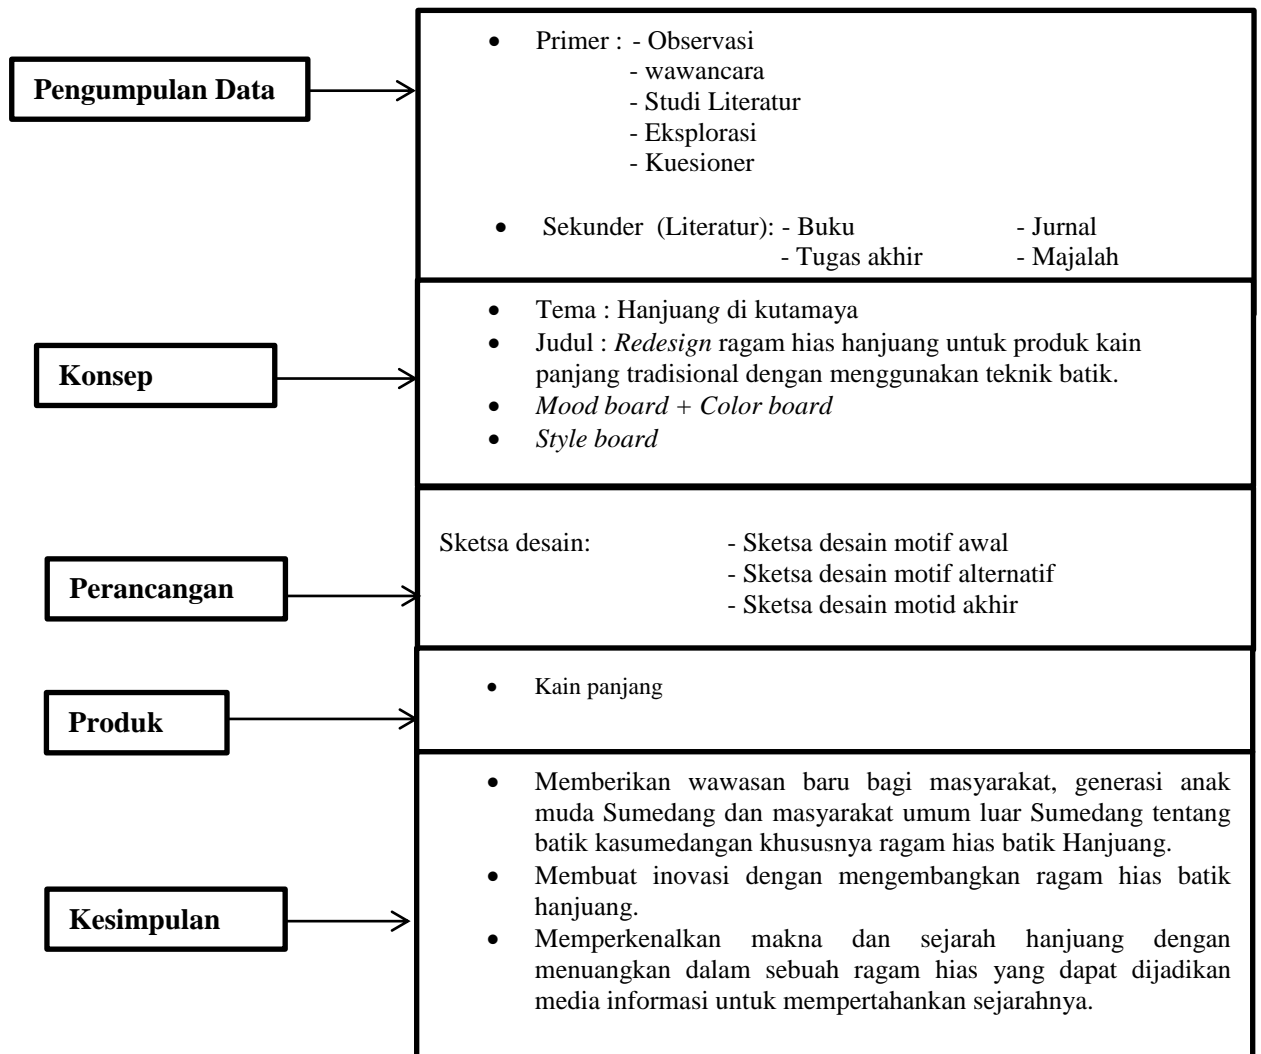 Pengumpulan Data
• Primer : - Observasi
- wawancara
- Studi Literatur
- Eksplorasi
- Kuesioner
• Sekunder (Literatur): - Buku - Jurnal
- Tugas akhir - Majalah
Konsep
• Tema : Hanjuang di kutamaya
• Judul : Redesign ragam hias hanjuang untuk produk kain
panjang tradisional dengan menggunakan teknik batik.
• Mood board + Color board
• Style board
Perancangan
Sketsa desain: - Sketsa desain motif awal
- Sketsa desain motif alternatif
- Sketsa desain motid akhir
Produk
• Kain panjang
Kesimpulan
• Memberikan wawasan baru bagi masyarakat, generasi anak
muda Sumedang dan masyarakat umum luar Sumedang tentang
batik kasumedangan khususnya ragam hias batik Hanjuang.
• Membuat inovasi dengan mengembangkan ragam hias batik
hanjuang.
• Memperkenalkan makna dan sejarah hanjuang dengan
menuangkan dalam sebuah ragam hias yang dapat dijadikan
media informasi untuk mempertahankan sejarahnya.